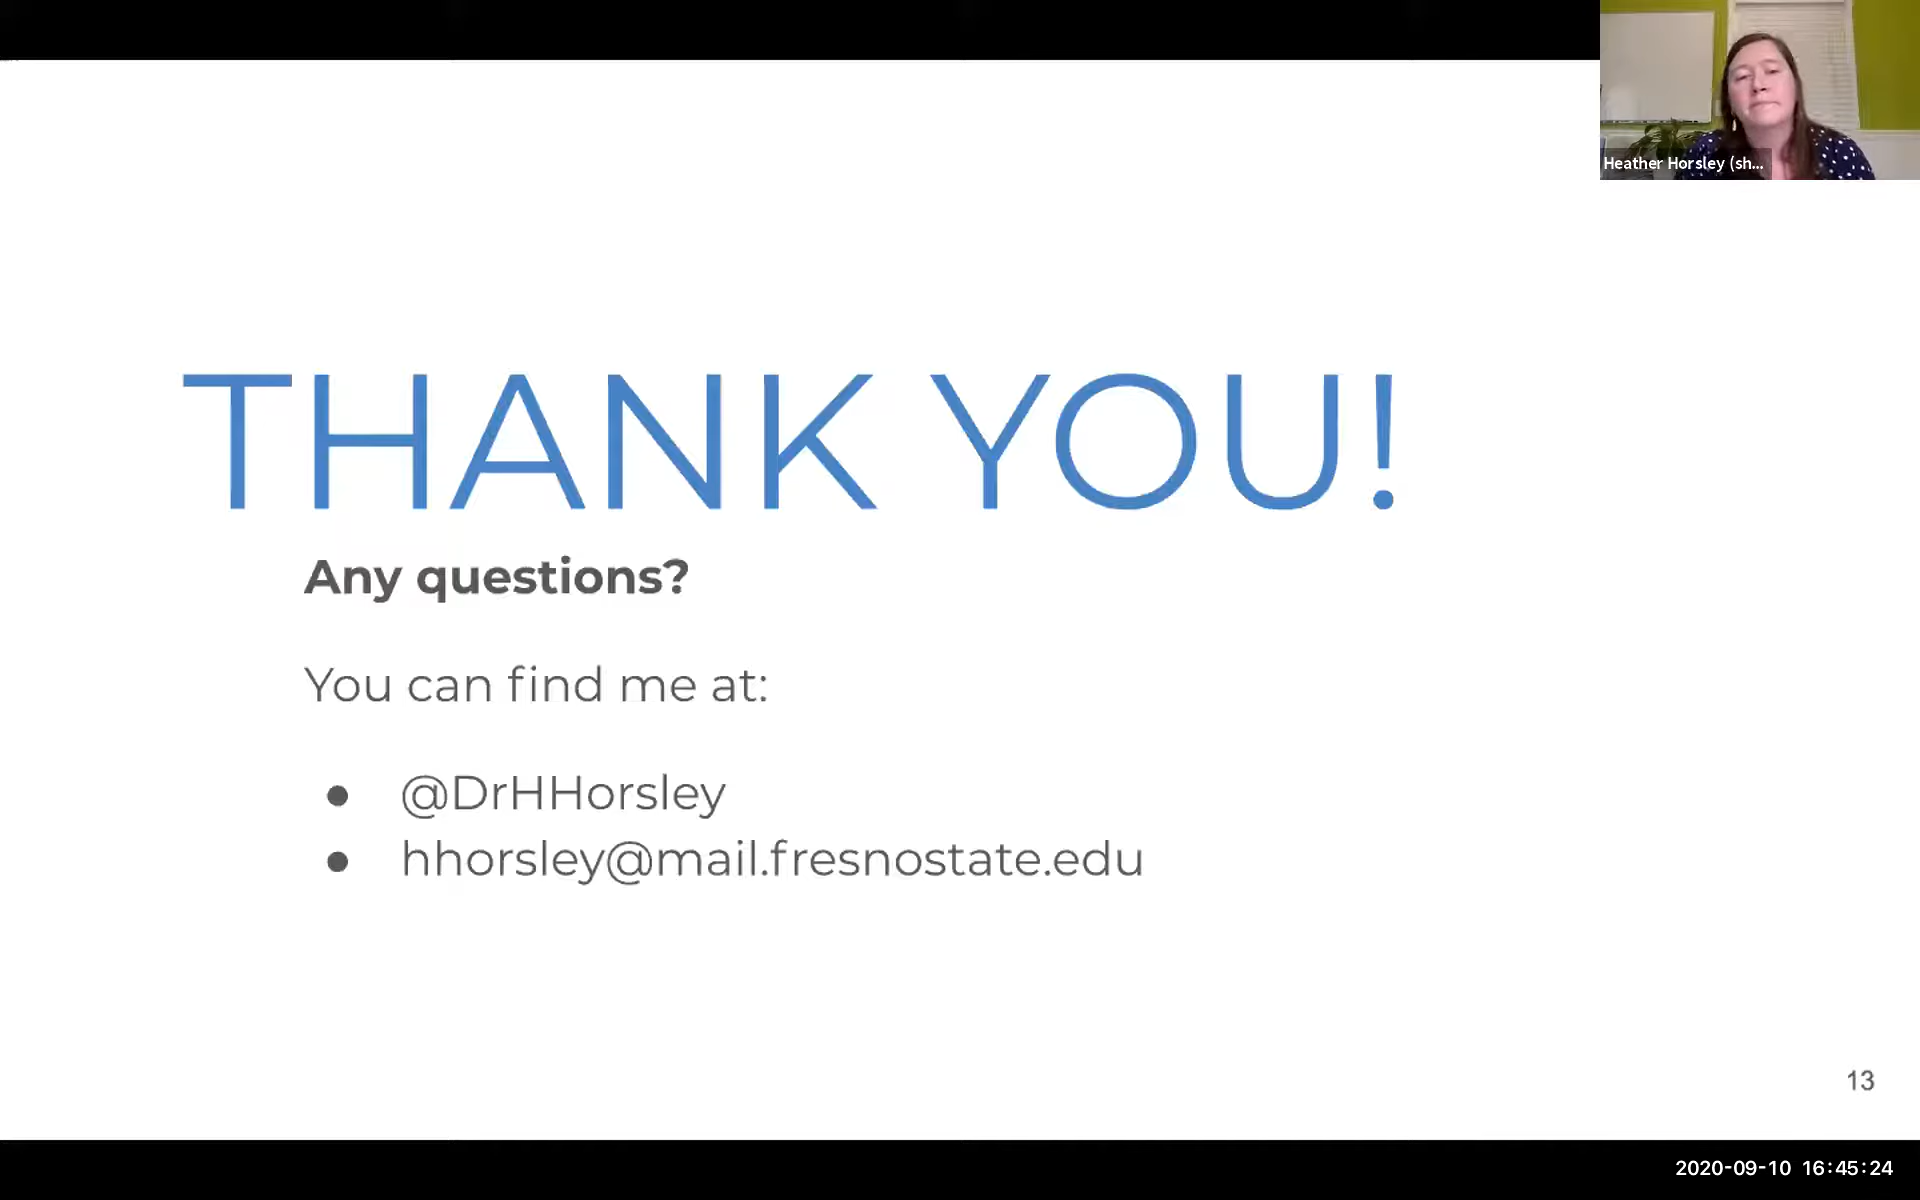 Heather Horsley (sh...
THANK YOU!
Any questions?
You can find me at:
● @DrHHorsley
● hhorsley@mail.fresnostate.edu
13
2020-09-10 16:45:24